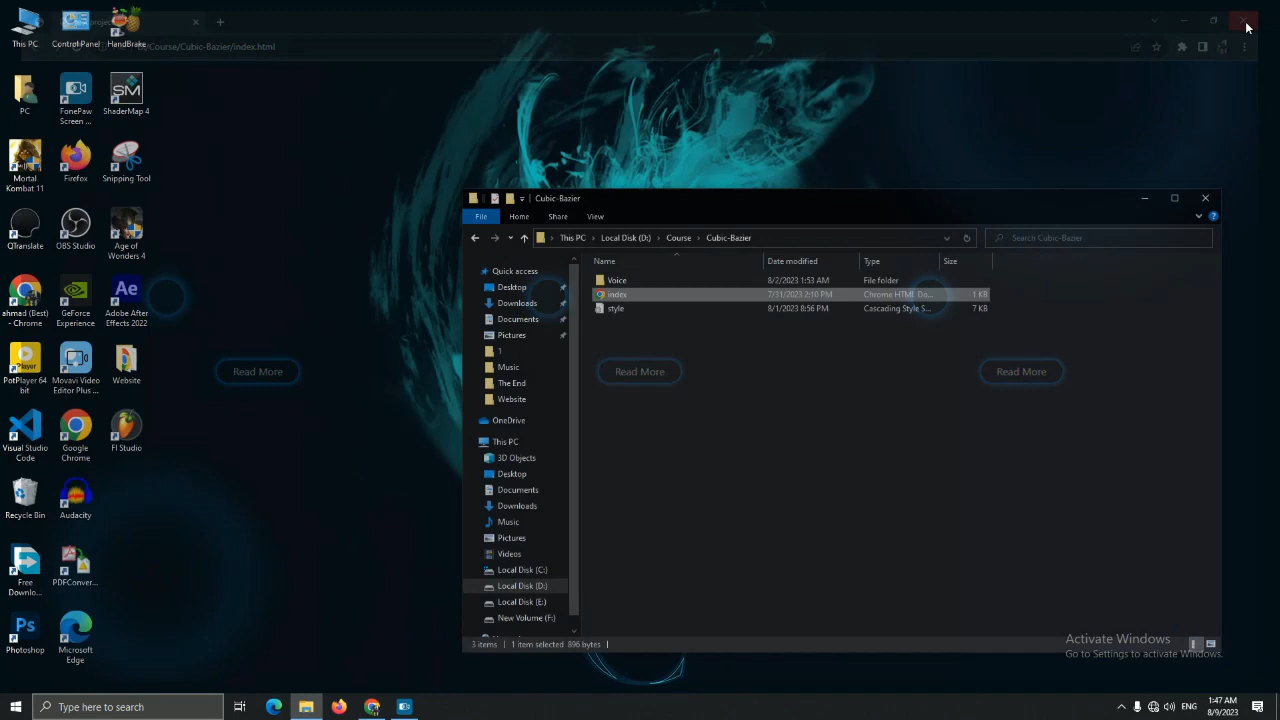 /Course/Cubic-Bazier/index.html
This PC
Control Panel
HandBrake
PC
FonePaw
Screen ...
ShaderMap 4
Mortal
Kombat 11
Firefox
Snipping Tool
QTranslate
OBS Studio
Age of
Wonders 4
ahmad (Best)
- Chrome
GeForce
Experience
Adobe After
Effects 2022
PotPlayer 64
bit
Movavi Video
Editor Plus ...
Website
Visual Studio
Code
Google
Chrome
Fl Studio
Recycle Bin
Audacity
Free
Downlo...
PDFConver...
Photoshop
Microsoft
Edge
Read More
Read More
Read More
Cubic-Bazier
File
Home
Share
View
This PC
Local Disk (D:)
Course
Cubic-Bazier
Search Cubic-Bazier
Name
Date modified
Type
Size
Voice
8/2/2023 1:53 AM
File folder
index
7/31/2023 2:10 PM
Chrome HTML Do...
1 KB
style
8/1/2023 8:56 PM
Cascading Style S...
7 KB
Quick access
Desktop
Downloads
Documents
Pictures
1
Music
The End
Website
OneDrive
This PC
3D Objects
Desktop
Documents
Downloads
Music
Pictures
Videos
Local Disk (C:)
Local Disk (D:)
Local Disk (E:)
New Volume (F:)
3 items
1 item selected 896 bytes
Activate Windows
Go to Settings to activate Windows.
Type here to search
ENG
1:47 AM
8/9/2023